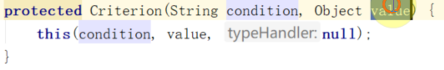 protected Criterion(String condition, Object value) {
this(condition, value, typeHandler: null);
}